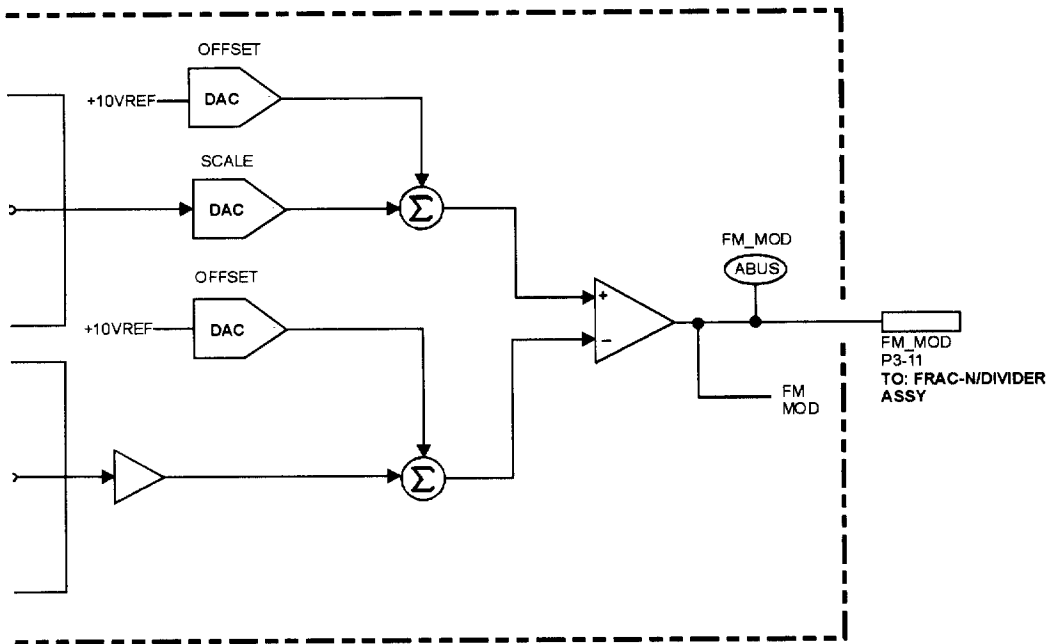 OFFSET
+10VREF
DAC
SCALE
DAC
Σ
OFFSET
+10VREF
DAC
Σ
+
−
FM_MOD
ABUS
FM
MOD
FM_MOD
P3-11
TO: FRAC-N/DIVIDER
ASSY